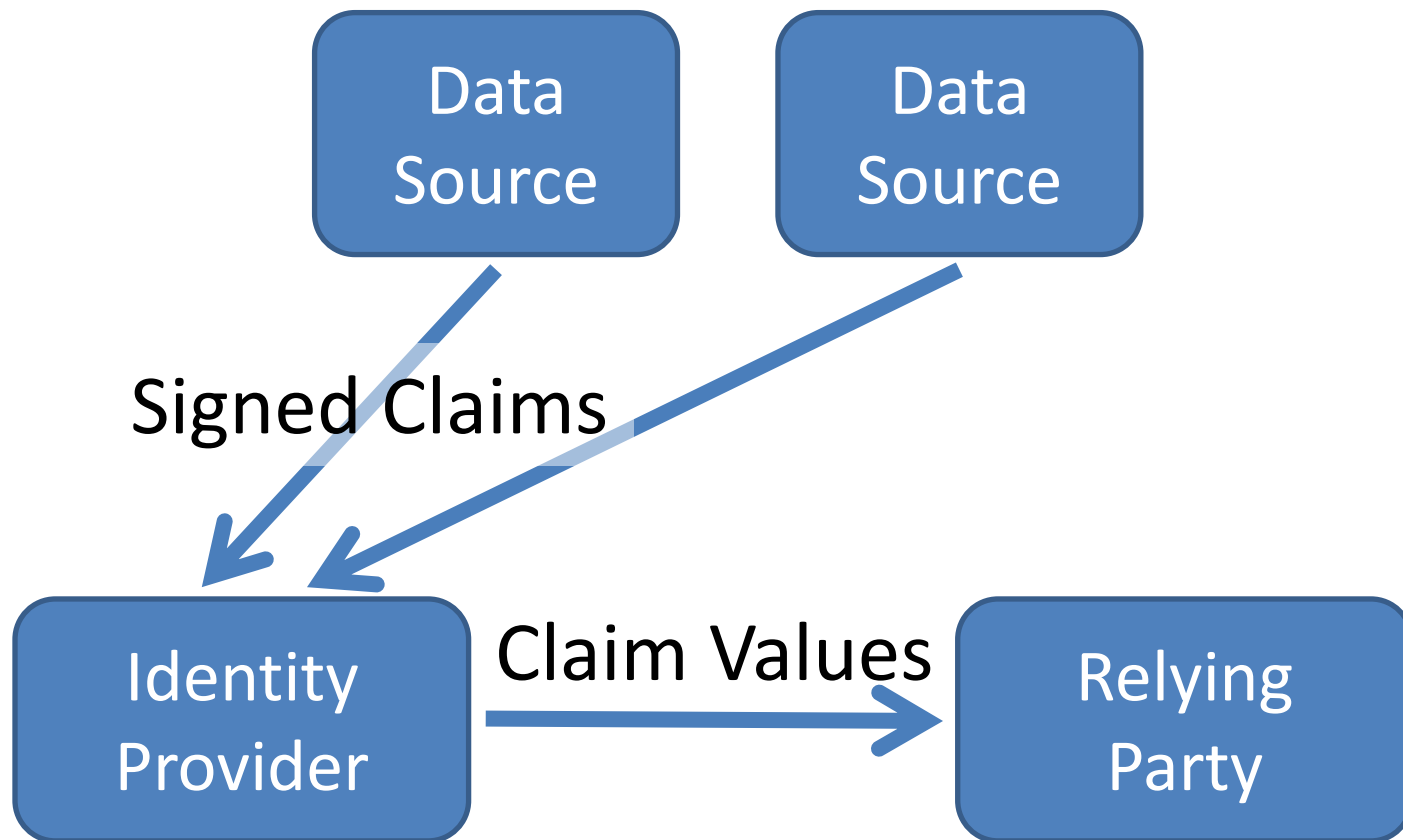 Data
Source
Data
Source
Signed Claims
Identity
Provider
Claim Values
Relying
Party